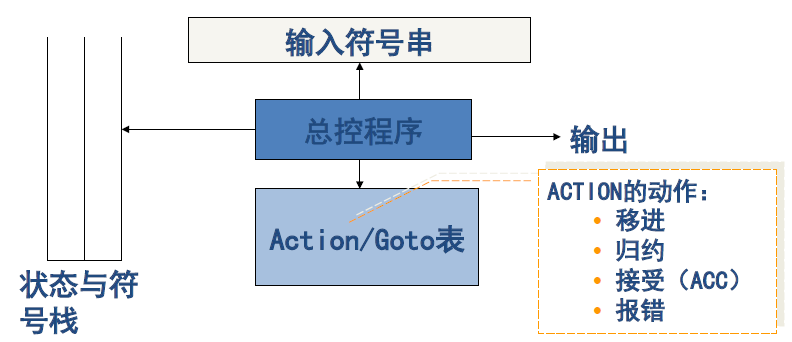 输入符号串
总控程序
输出
Action/Goto表
状态与符
号栈
ACTION的动作：
• 移进
• 归约
• 接受（ACC）
• 报错